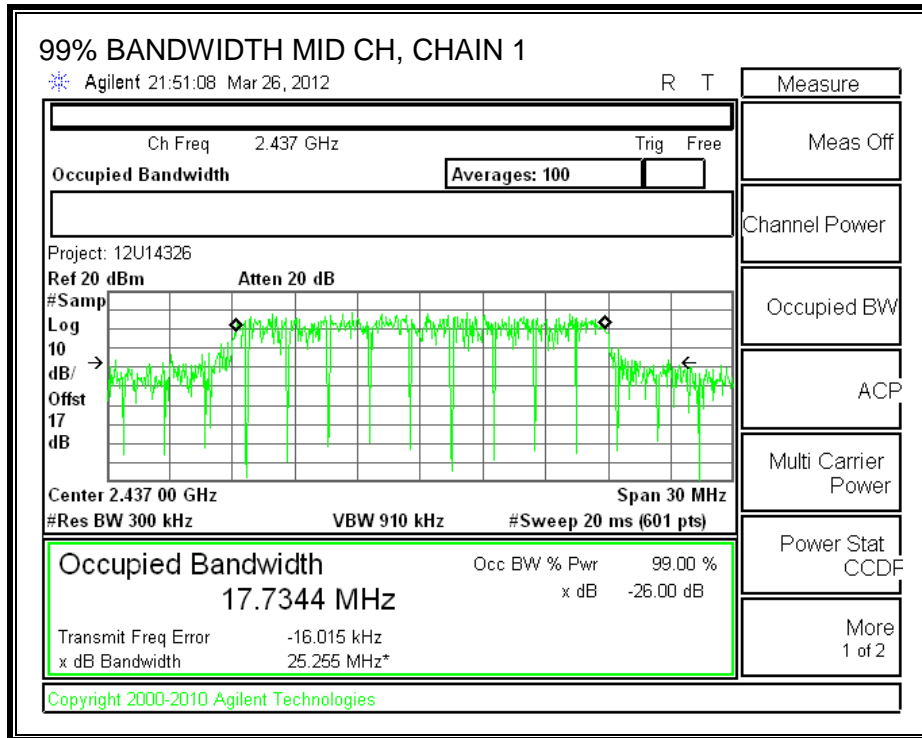 99% BANDWIDTH MID CH, CHAIN 1
Agilent 21:51:08 Mar 26, 2012 R T
Measure
Ch Freq 2.437 GHz Trig Free
Meas Off
Occupied Bandwidth Averages: 100
Channel Power
Project: 12U14326
Ref 20 dBm Atten 20 dB
#Samp
Log
10
dB/
Offst
17
dB
Occupied BW
ACP
Multi Carrier
Power
Center 2.437 00 GHz Span 30 MHz
#Res BW 300 kHz VBW 910 kHz #Sweep 20 ms (601 pts)
Occupied Bandwidth Occ BW % Pwr 99.00 %
17.7344 MHz x dB -26.00 dB
Power Stat
CCDF
Transmit Freq Error -16.015 kHz
x dB Bandwidth 25.255 MHz*
More
1 of 2
Copyright 2000-2010 Agilent Technologies